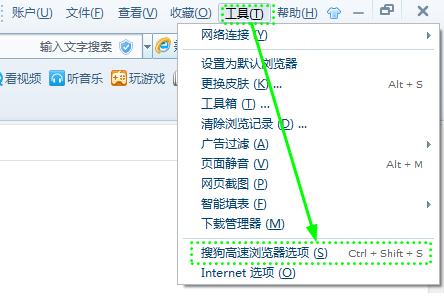 账户(U) 文件(F) 查看(V) 收藏(O) 工具(T) 帮助(H)
输入文字搜索
看视频 听音乐 玩游戏
网络连接 (Y)
设置为默认浏览器
更换皮肤 (K) ... Alt + S
工具箱 (T) ...
清除浏览记录 (D) ...
广告过滤 (A)
页面静音 (V) Alt + M
网页截图 (P)
智能填表 (F)
下载管理器 (M)
搜狗高速浏览器选项 (S) Ctrl + Shift + S
Internet 选项 (O)